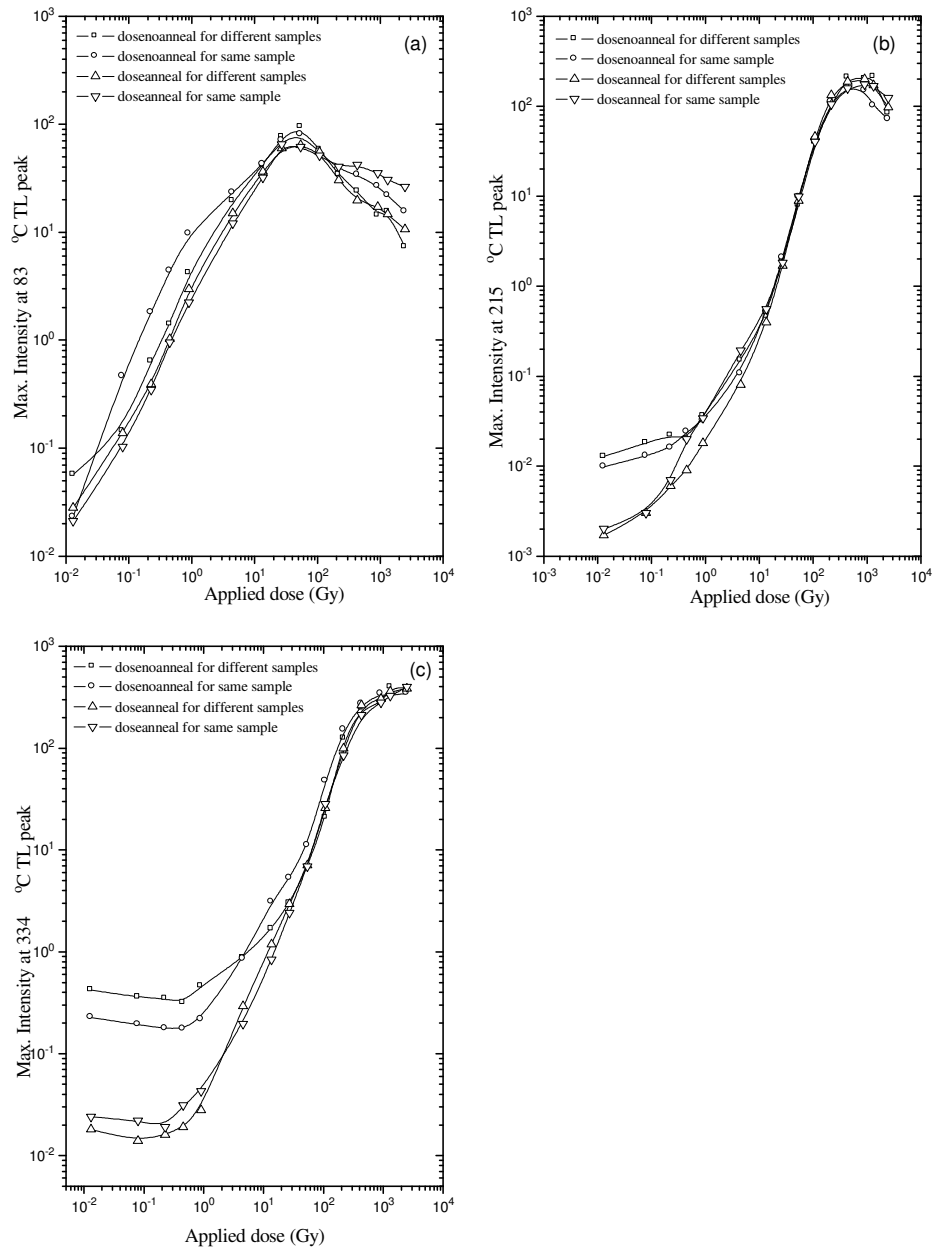 (a)
dosenoanneal for different samples
dosenoanneal for same sample
doseanneal for different samples
doseanneal for same sample
10³
10²
10¹
10⁰
10⁻¹
10⁻²
Max. Intensity at 83 °C TL peak
10⁻² 10⁻¹ 10⁰ 10¹ 10² 10³ 10⁴
Applied dose (Gy)
(b)
dosenoanneal for different samples
dosenoanneal for same sample
doseanneal for different samples
doseanneal for same sample
10³
10²
10¹
10⁰
10⁻¹
10⁻²
10⁻³
Max. Intensity at 215 °C TL peak
10⁻³ 10⁻² 10⁻¹ 10⁰ 10¹ 10² 10³ 10⁴
Applied dose (Gy)
(c)
dosenoanneal for different samples
dosenoanneal for same sample
doseanneal for different samples
doseanneal for same sample
10³
10²
10¹
10⁰
10⁻¹
10⁻²
Max. Intensity at 334 °C TL peak
10⁻² 10⁻¹ 10⁰ 10¹ 10² 10³ 10⁴
Applied dose (Gy)